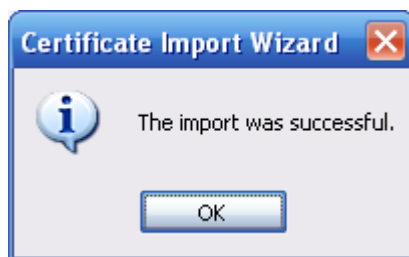 Certificate Import Wizard
The import was successful.
OK